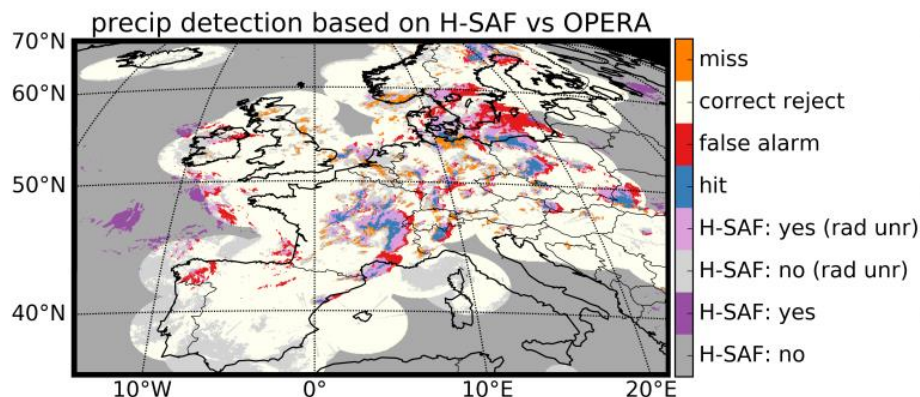 precip detection based on H-SAF vs OPERA
70°N
60°N
50°N
40°N
10°W
0°
10°E
20°E
miss
correct reject
false alarm
hit
H-SAF: yes (rad unr)
H-SAF: no (rad unr)
H-SAF: yes
H-SAF: no